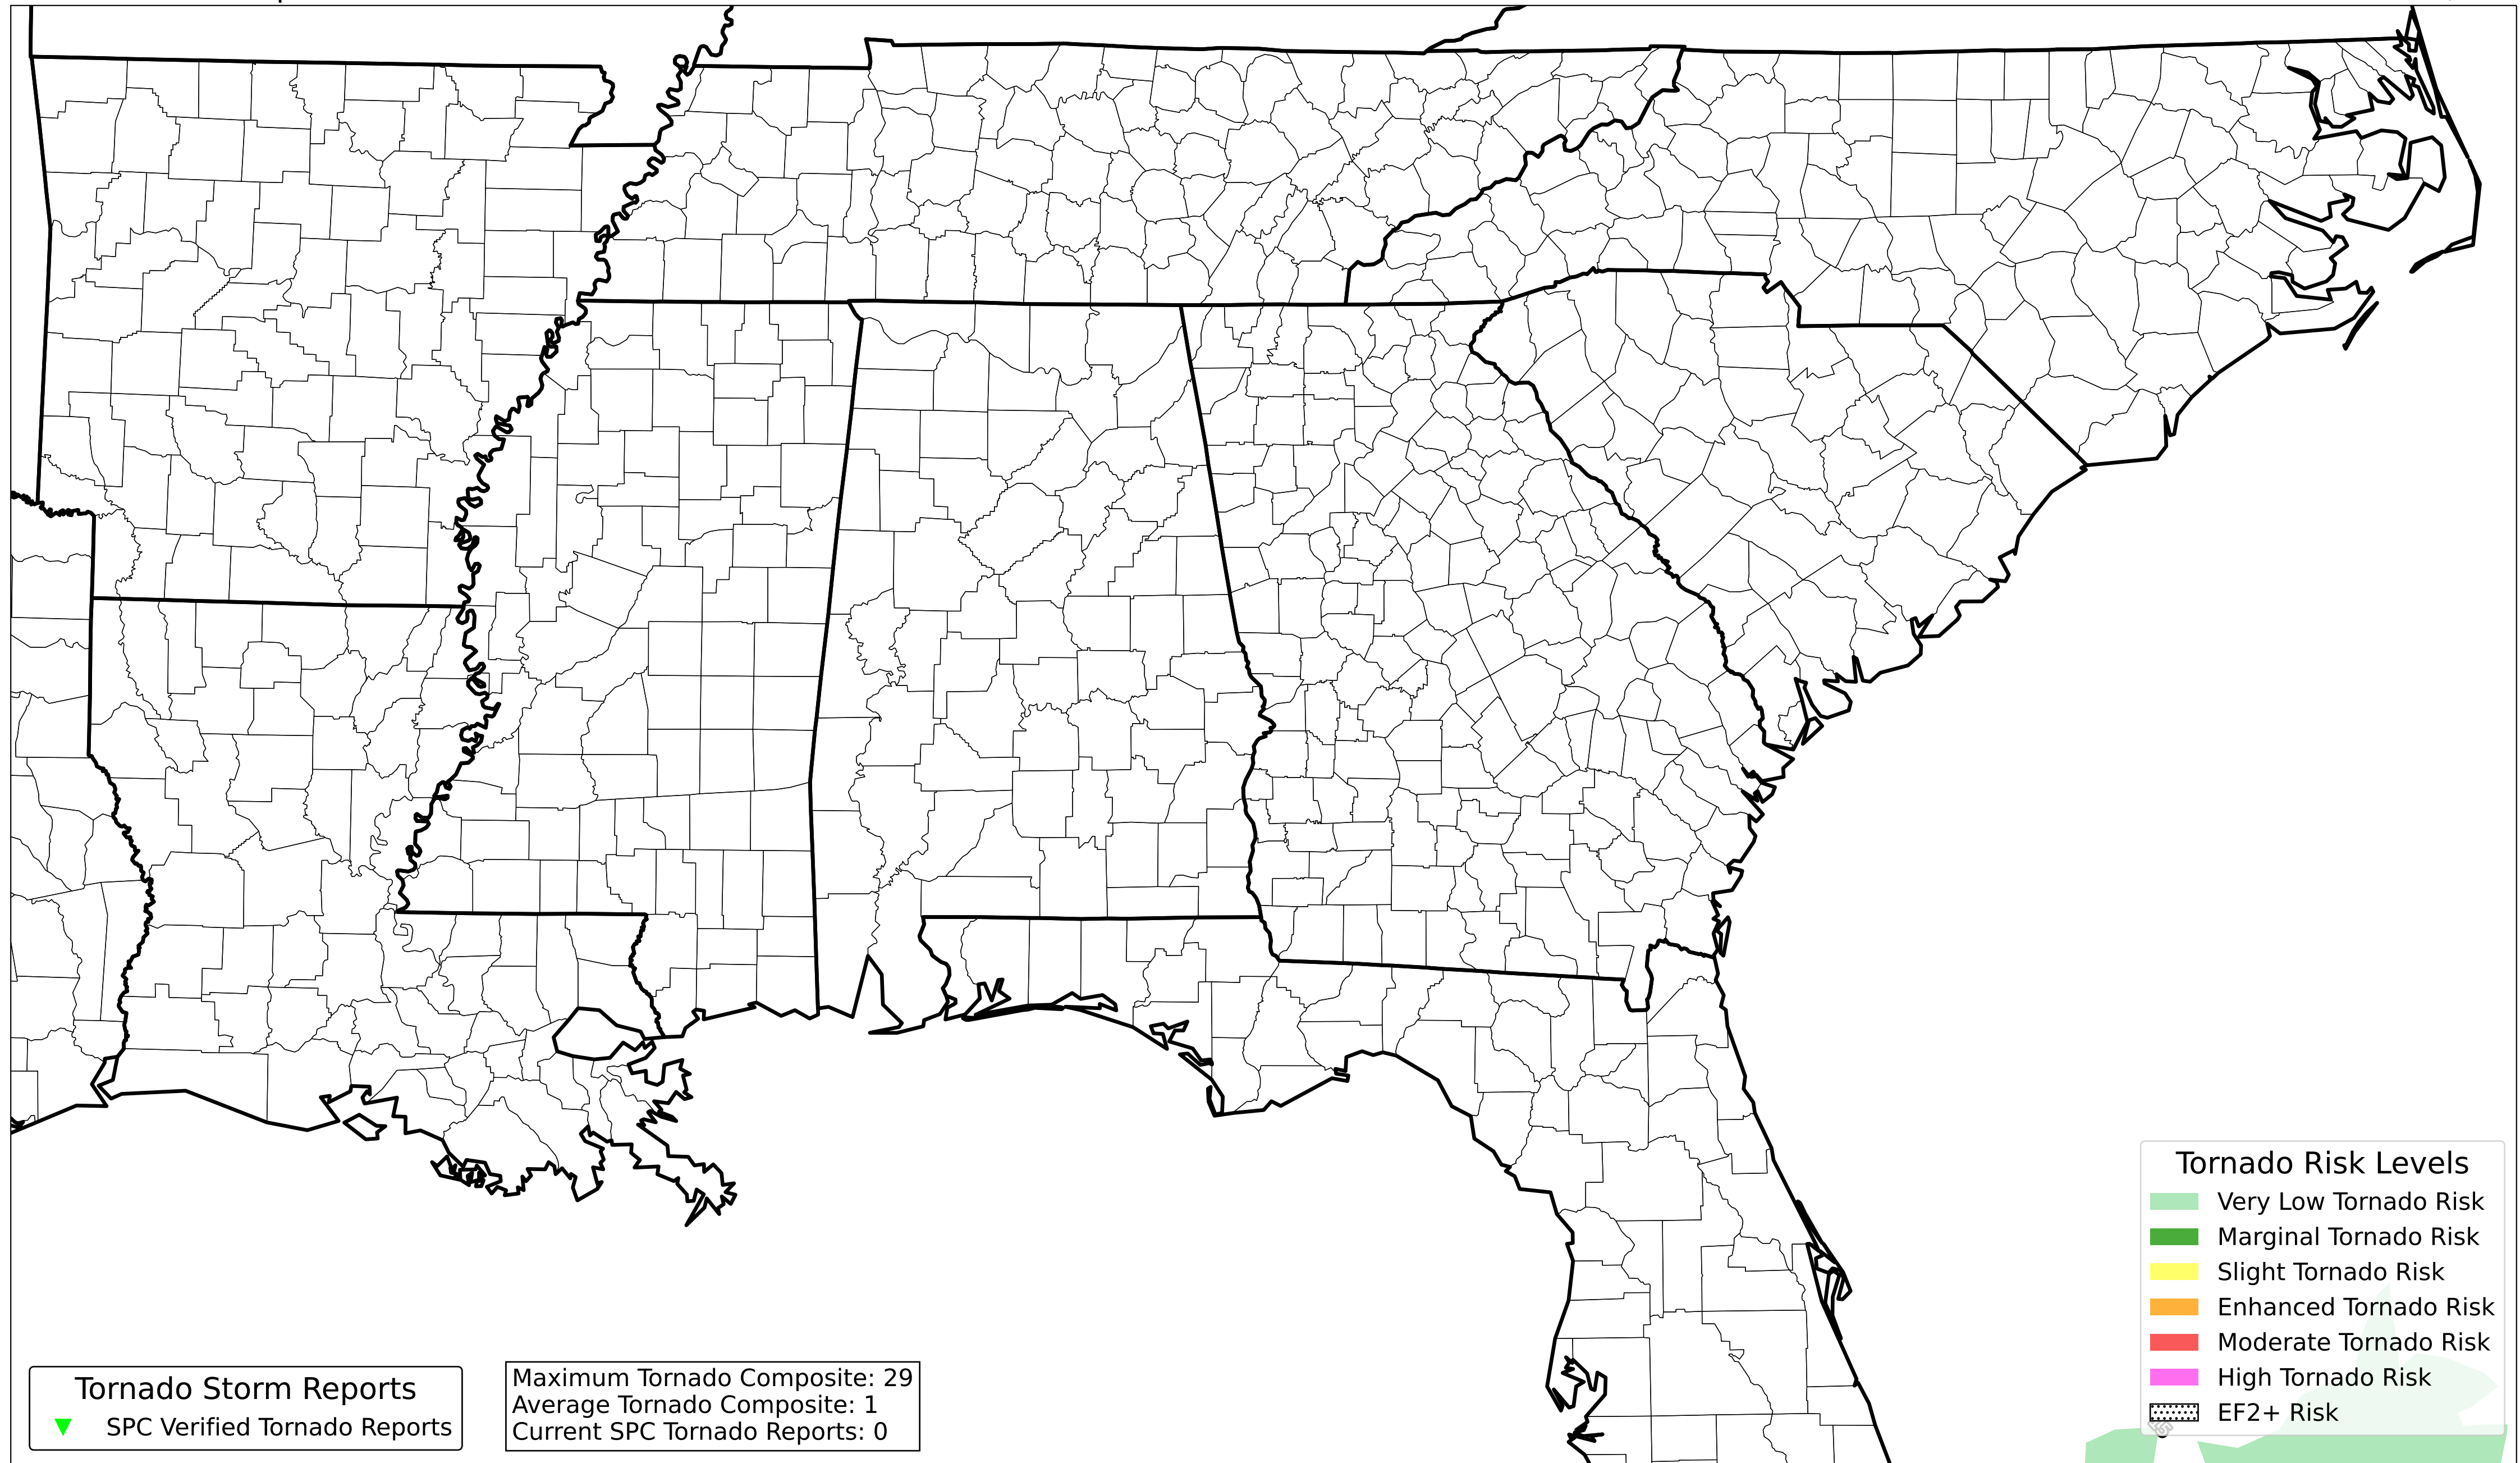 Tornado Risk Levels
Very Low Tornado Risk
Marginal Tornado Risk
Slight Tornado Risk
Enhanced Tornado Risk
Moderate Tornado Risk
High Tornado Risk
EF2+ Risk
Tornado Storm Reports
SPC Verified Tornado Reports
Maximum Tornado Composite: 29
Average Tornado Composite: 1
Current SPC Tornado Reports: 0